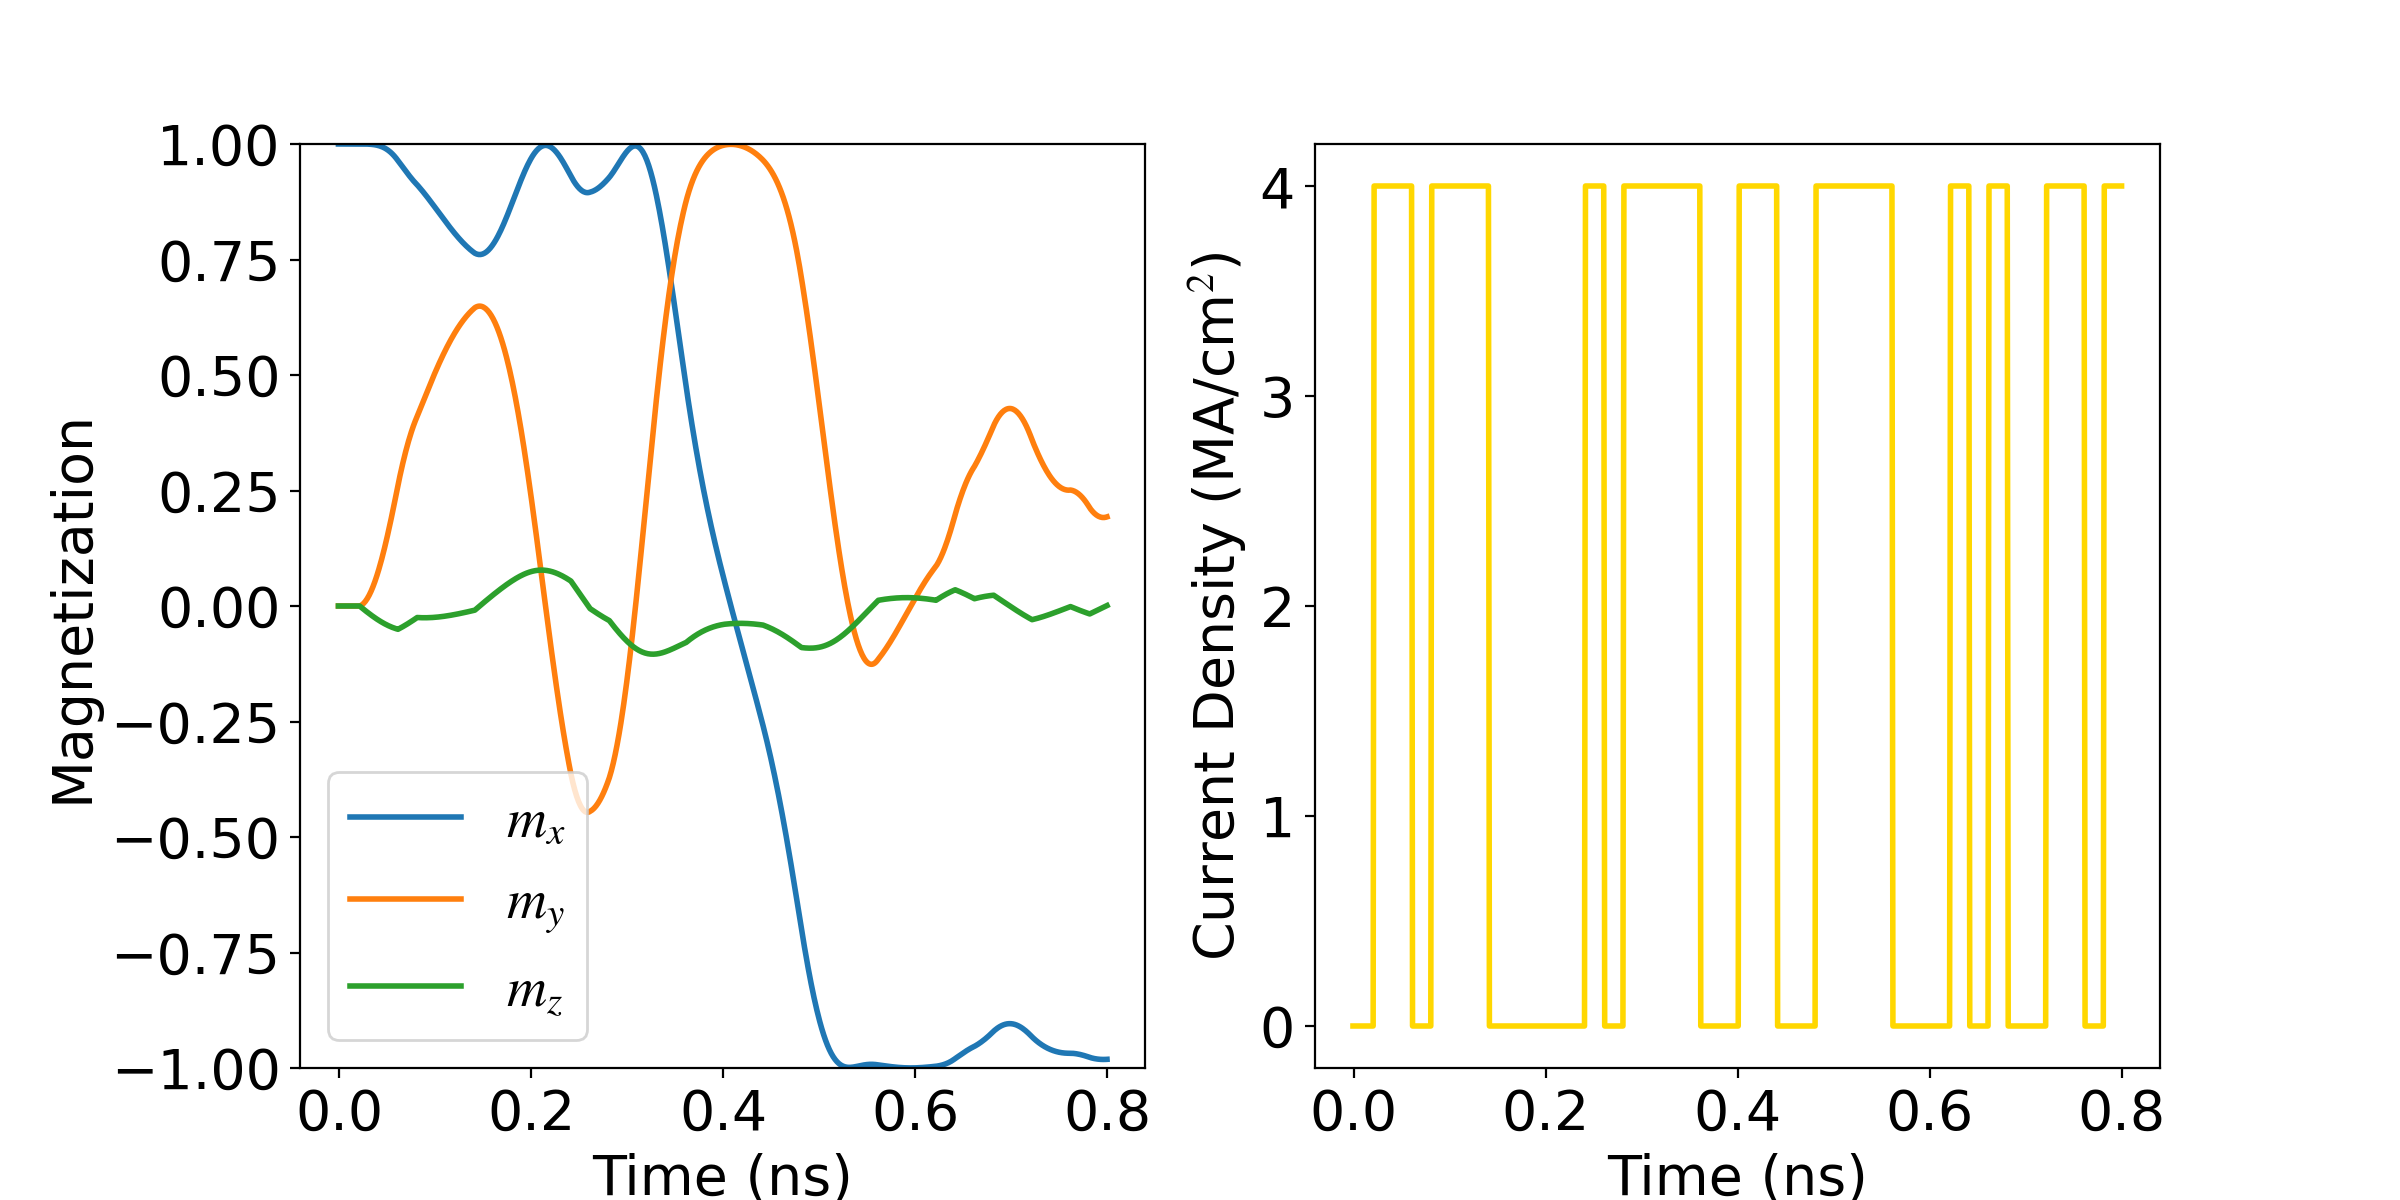 1.00
0.75
0.50
0.25
0.00
−0.25
−0.50
−0.75
−1.00
Magnetization
m_x
m_y
m_z
0.0 0.2 0.4 0.6 0.8
Time (ns)
4
3
2
1
0
Current Density (MA/cm²)
0.0 0.2 0.4 0.6 0.8
Time (ns)